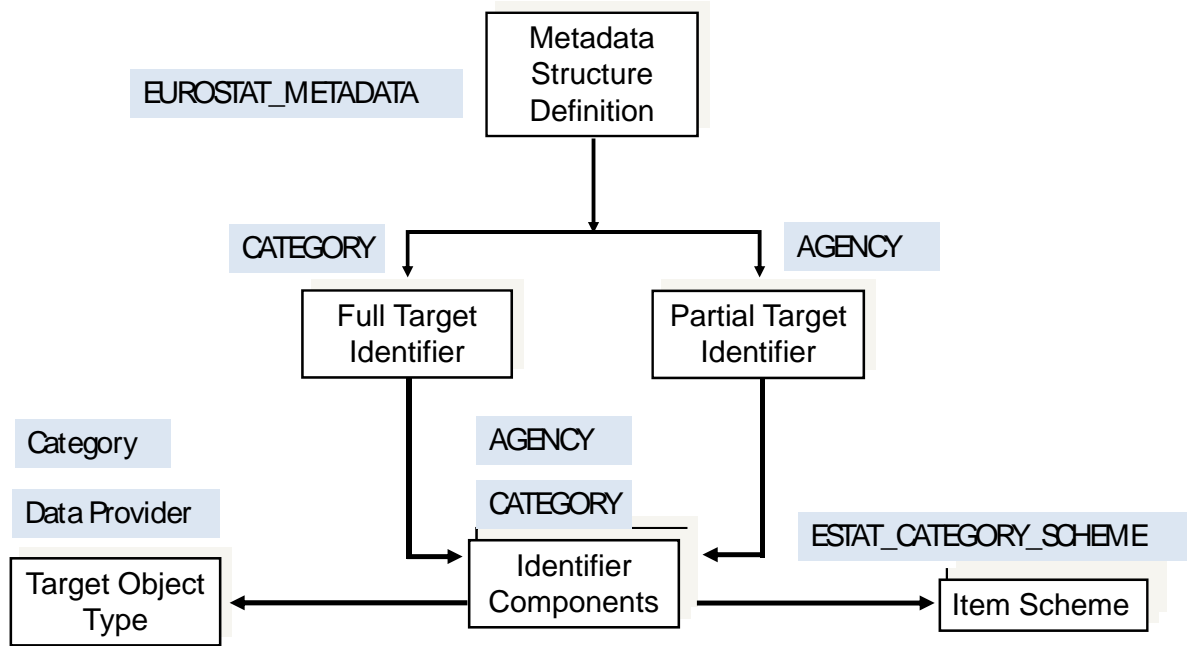 Metadata
Structure
Definition
EUROSTAT_METADATA
CATEGORY
AGENCY
Full Target
Identifier
Partial Target
Identifier
Category
AGENCY
Data Provider
CATEGORY
ESTAT_CATEGORY_SCHEME
Target Object
Type
Identifier
Components
Item Scheme